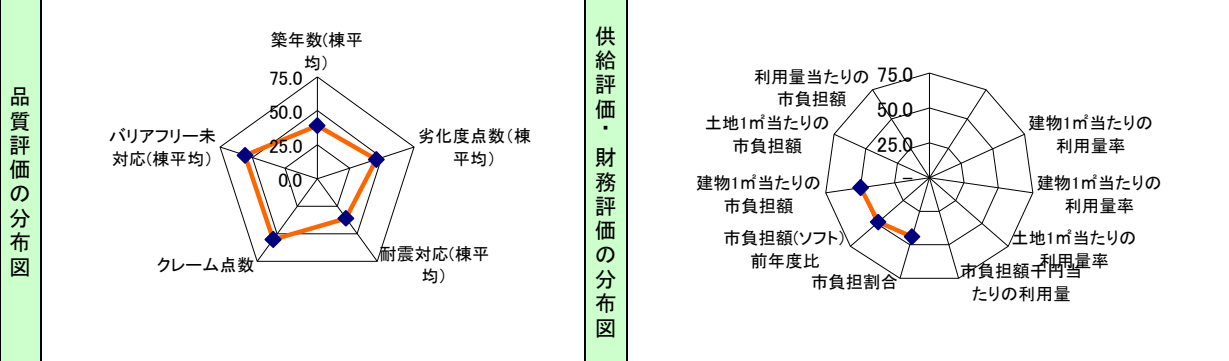 品質評価の分布図
築年数(棟平
均)
75.0
50.0
25.0
0.0
劣化度点数(棟
平均)
耐震対応(棟平
均)
クレーム点数
バリアフリー未
対応(棟平均)
供給評価・財務評価の分布図
75.0
50.0
25.0
－
建物1㎡当たりの
利用量率
建物1㎡当たりの
利用量率
土地1㎡当たりの
利用量率
市負担額千円当
たりの利用量
市負担割合
市負担額(ソフト)
前年度比
建物1㎡当たりの
市負担額
土地1㎡当たりの
市負担額
利用量当たりの
市負担額